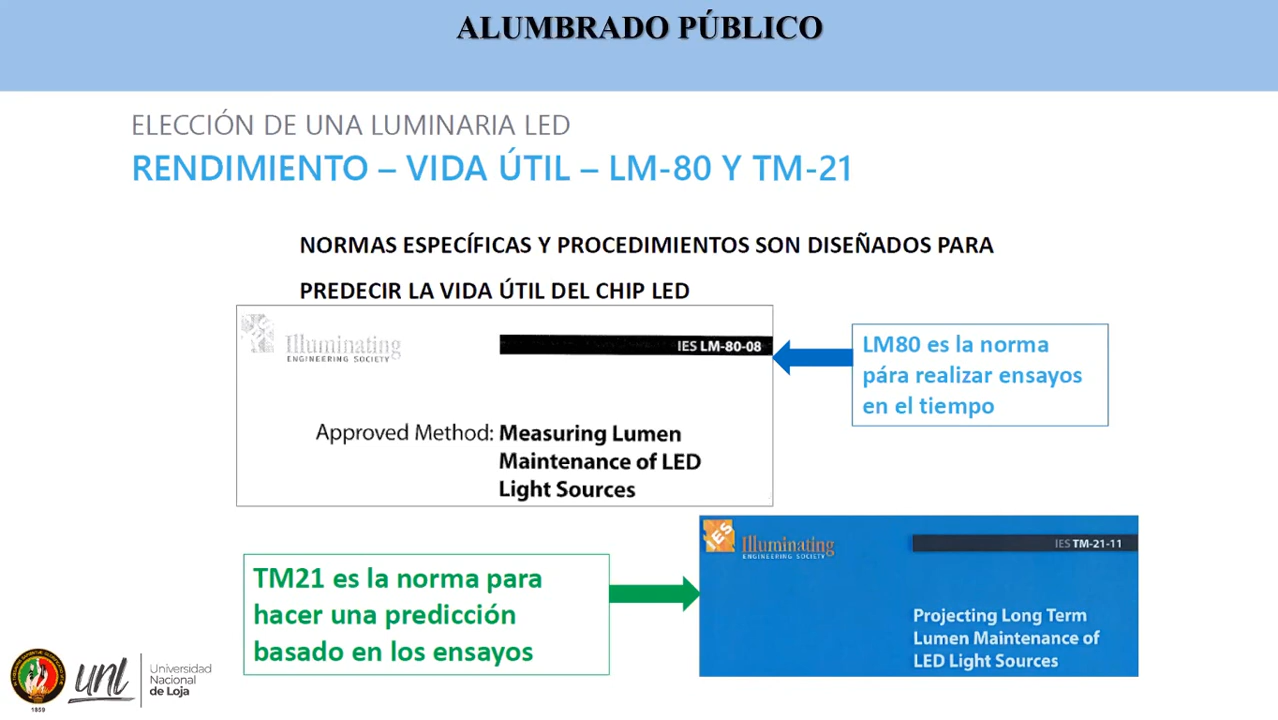 ALUMBRADO PÚBLICO
ELECCIÓN DE UNA LUMINARIA LED
RENDIMIENTO – VIDA ÚTIL – LM-80 Y TM-21
NORMAS ESPECÍFICAS Y PROCEDIMIENTOS SON DISEÑADOS PARA
PREDECIR LA VIDA ÚTIL DEL CHIP LED
IES
Illuminating
ENGINEERING SOCIETY
IES LM-80-08
Approved Method: Measuring Lumen
Maintenance of LED
Light Sources
LM80 es la norma
pára realizar ensayos
en el tiempo
TM21 es la norma para
hacer una predicción
basado en los ensayos
IES
Illuminating
ENGINEERING SOCIETY
IES TM-21-11
Projecting Long Term
Lumen Maintenance of
LED Light Sources
1859
unl
Universidad
Nacional
de Loja